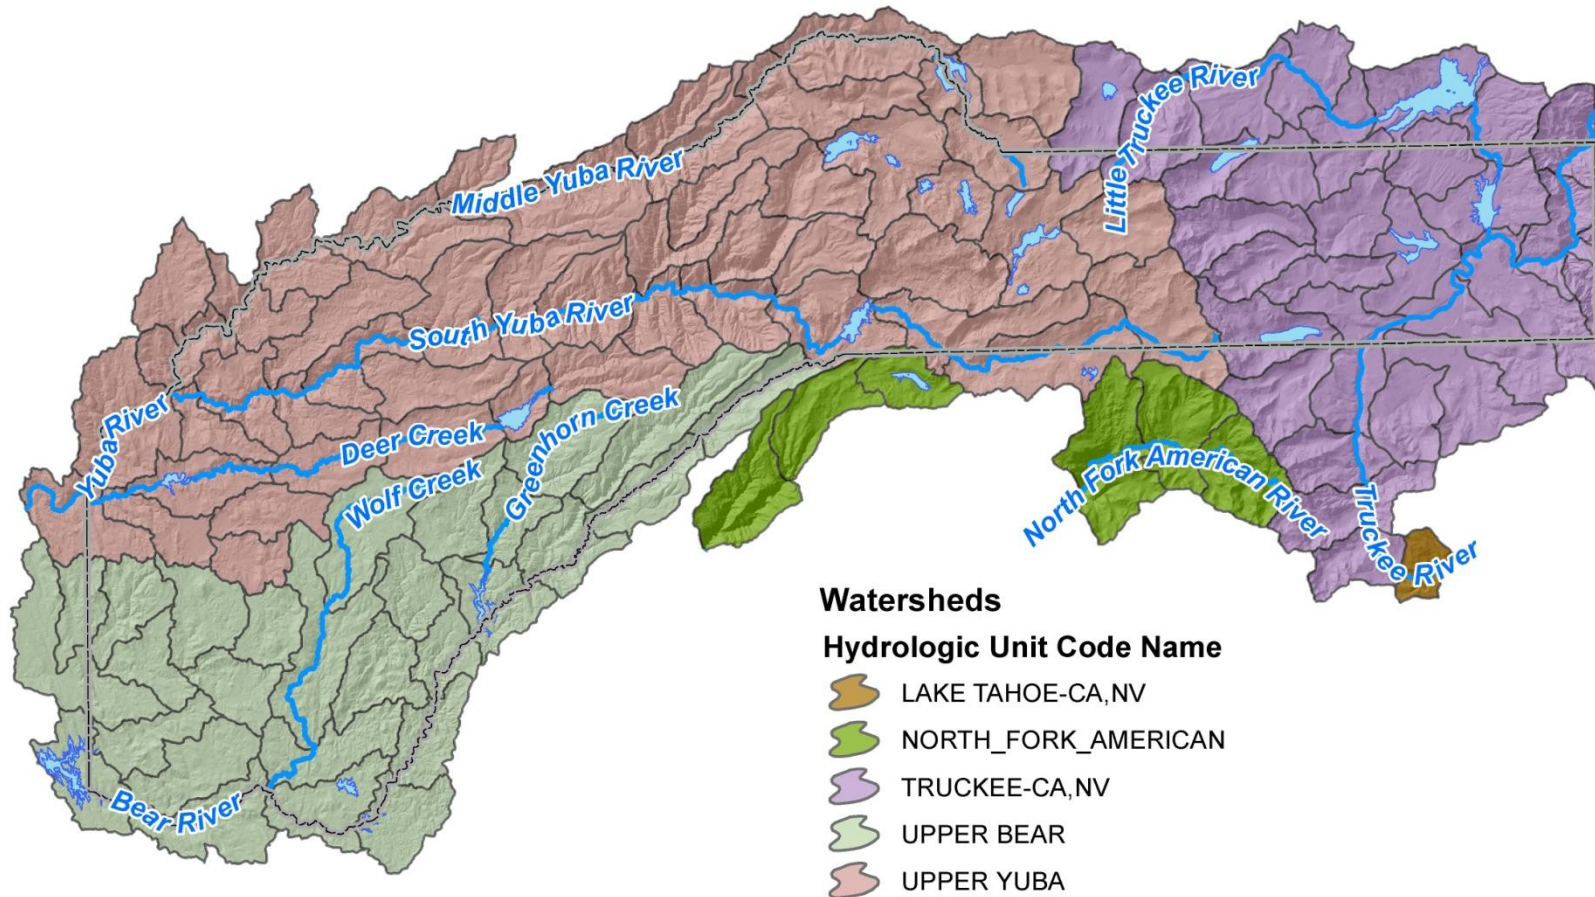 Little Truckee River
Middle Yuba River
South Yuba River
Yuba River
Deer Creek
Greenhorn Creek
Wolf Creek
North Fork American River
Truckee River
Bear River
Watersheds
Hydrologic Unit Code Name
LAKE TAHOE-CA,NV
NORTH_FORK_AMERICAN
TRUCKEE-CA,NV
UPPER BEAR
UPPER YUBA